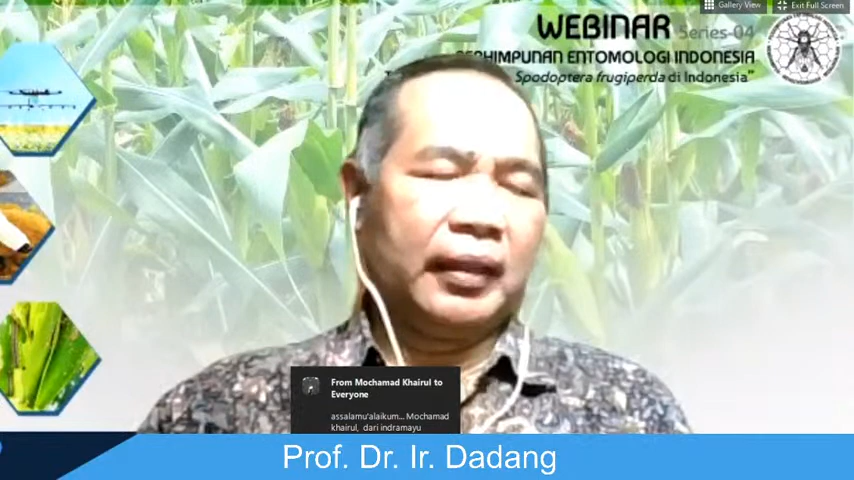 Gallery View
Exit Full Screen
WEBINAR Series-04
PERHIMPUNAN ENTOMOLOGI INDONESIA
Spodoptera frugiperda di Indonesia"
From Mochamad Khairul to
Everyone
assalamu'alaikum... Mochamad
khairul, dari indramayu
Prof. Dr. Ir. Dadang